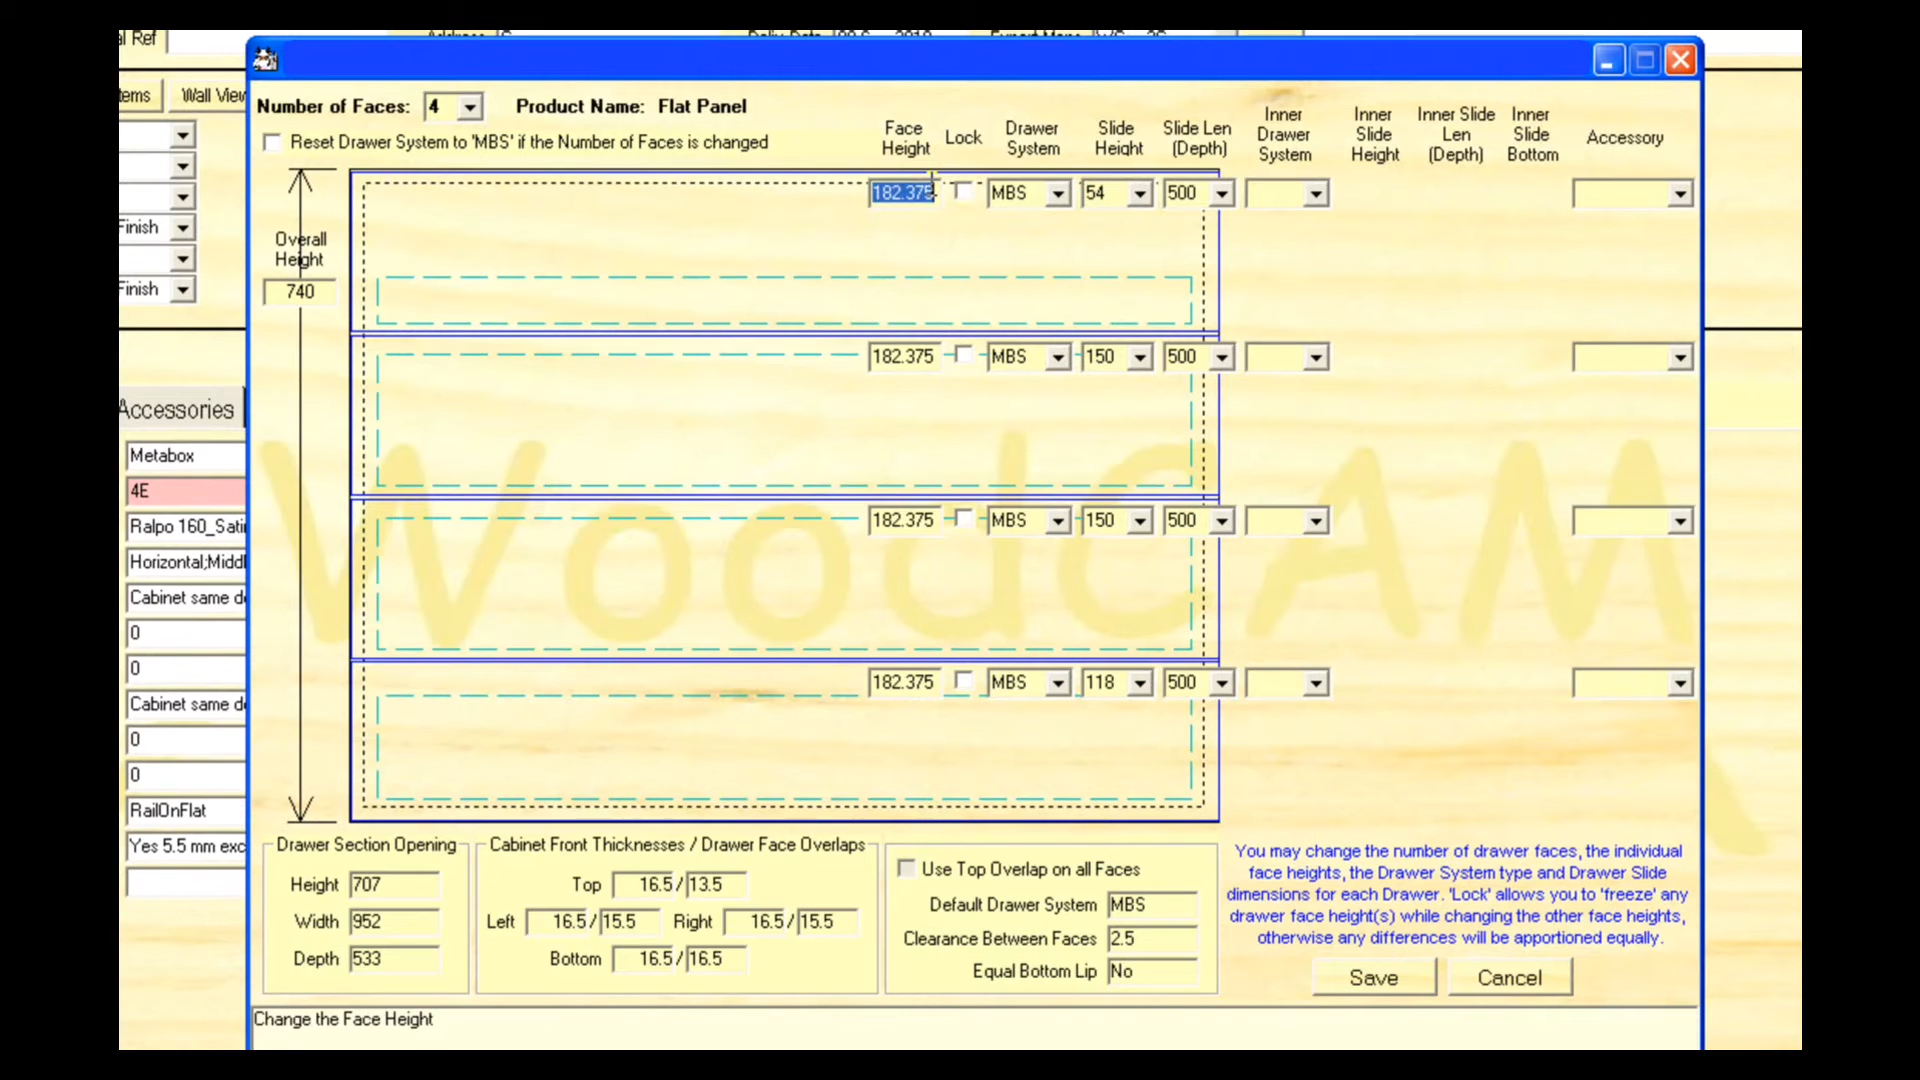 al Ref
tems
Wall View
Finish
Finish
Accessories
Metabox
4E
Ralpo 160_Sati
Horizontal;Middl
Cabinet same de
0
0
Cabinet same de
0
0
RailOnFlat
Yes 5.5 mm exc
Number of Faces: 4
Product Name: Flat Panel
Reset Drawer System to 'MBS' if the Number of Faces is changed
Face Height
Lock
Drawer System
Slide Height
Slide Len (Depth)
Inner Drawer System
Inner Slide Height
Inner Slide Len (Depth)
Inner Slide Bottom
Accessory
182.375 MBS 54 500
Overall Height
740
182.375 MBS 150 500
182.375 MBS 150 500
182.375 MBS 118 500
WoodCAM
Drawer Section Opening
Height 707
Width 952
Depth 533
Cabinet Front Thicknesses / Drawer Face Overlaps
Top 16.5 / 13.5
Left 16.5 / 15.5 Right 16.5 / 15.5
Bottom 16.5 / 16.5
Use Top Overlap on all Faces
Default Drawer System MBS
Clearance Between Faces 2.5
Equal Bottom Lip No
You may change the number of drawer faces, the individual
face heights, the Drawer System type and Drawer Slide
dimensions for each Drawer. 'Lock' allows you to 'freeze' any
drawer face height(s) while changing the other face heights,
otherwise any differences will be apportioned equally.
Save
Cancel
Change the Face Height